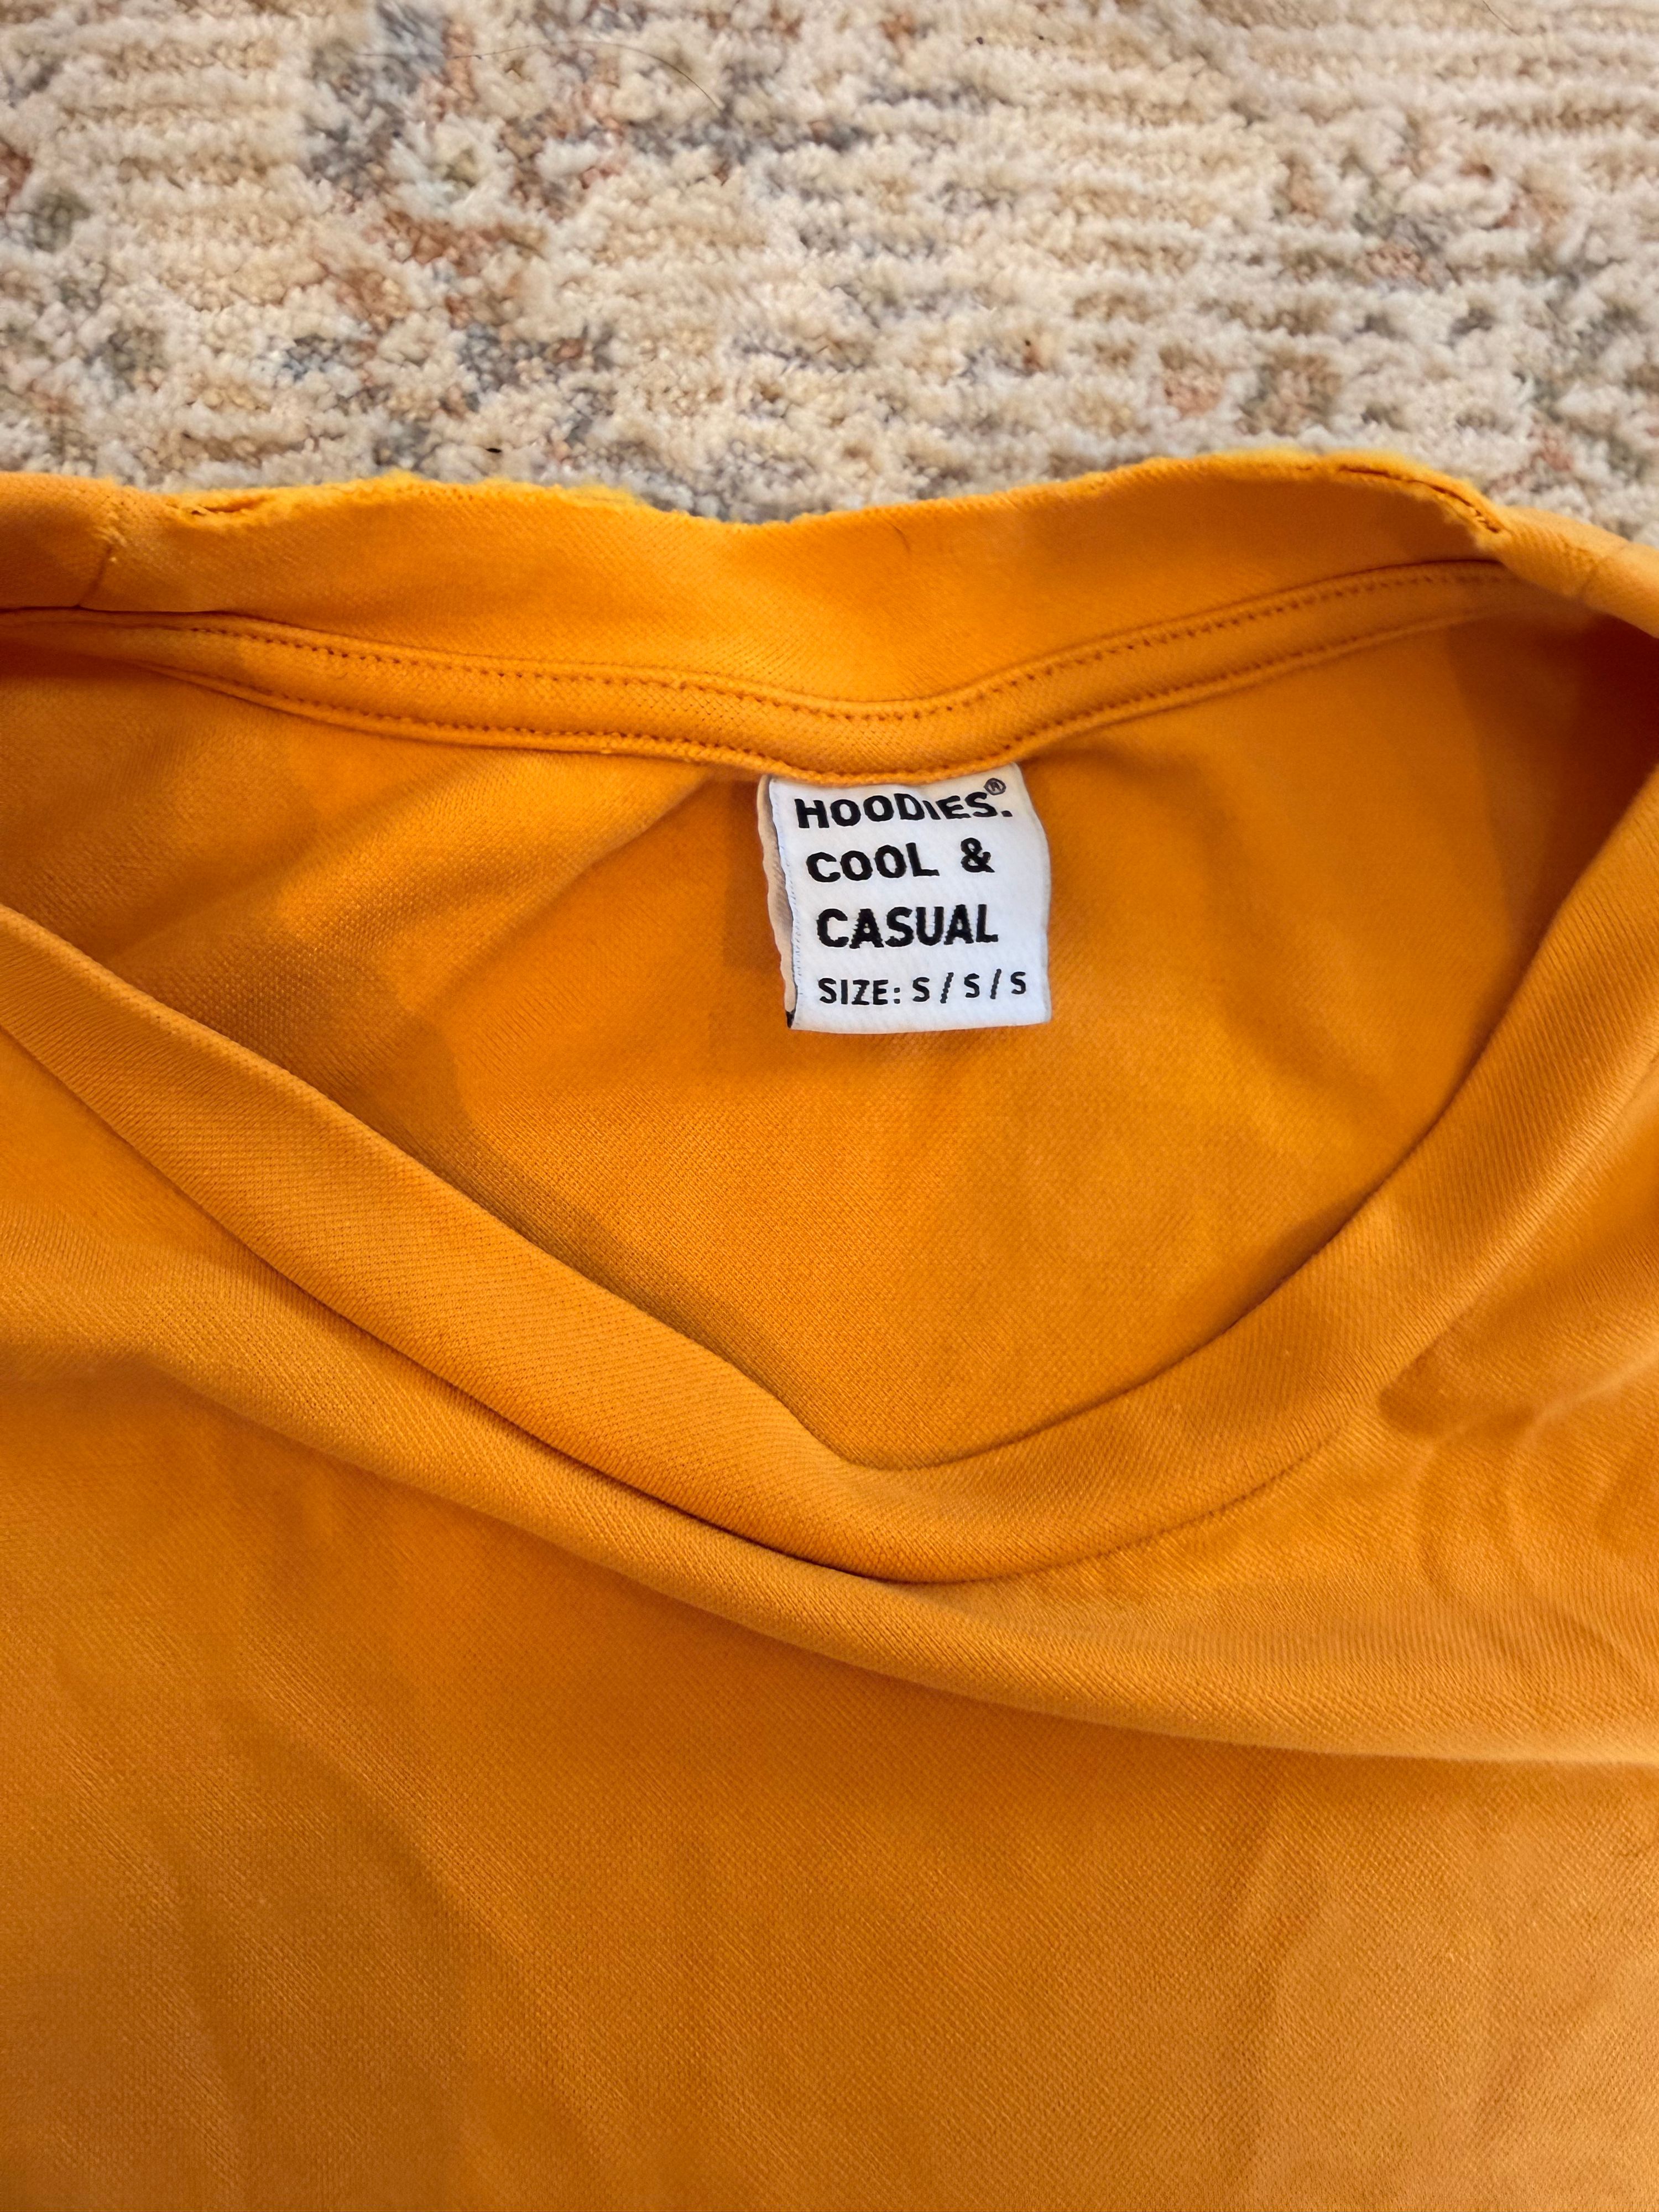 HOODIES.®
COOL &
CASUAL
SIZE: S / S / S